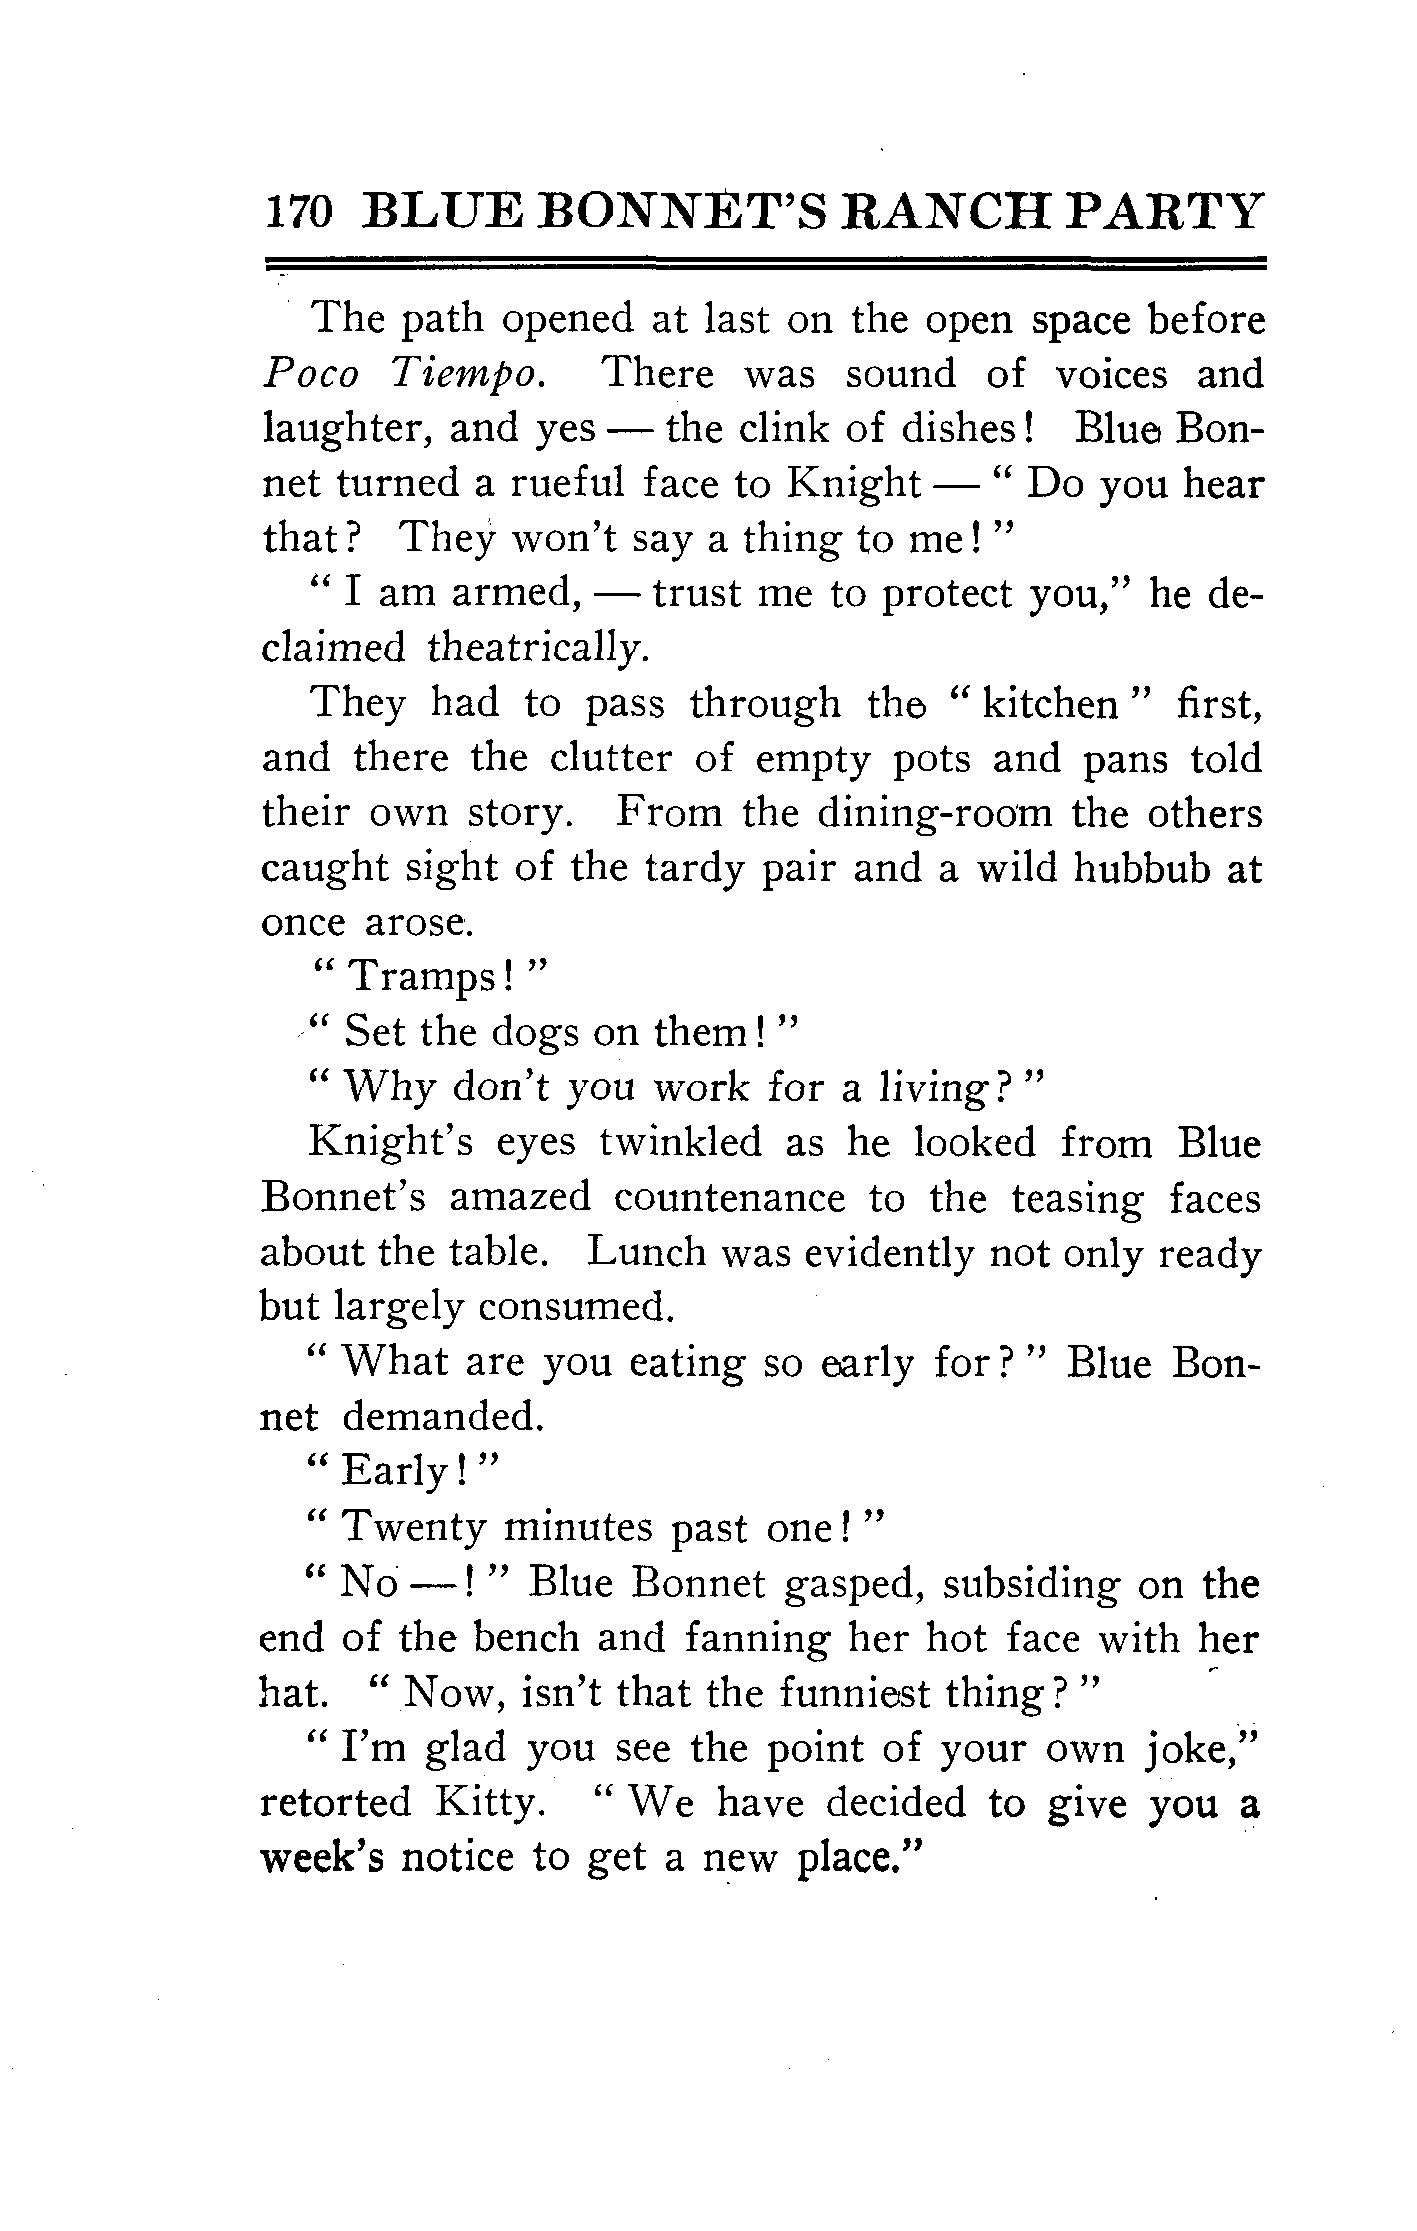 170 BLUE BONNET'S RANCH PARTY
The path opened at last on the open space before
Poco Tiempo. There was sound of voices and
laughter, and yes — the clink of dishes! Blue Bon-
net turned a rueful face to Knight — " Do you hear
that? They won't say a thing to me! "
" I am armed, — trust me to protect you," he de-
claimed theatrically.
They had to pass through the " kitchen " first,
and there the clutter of empty pots and pans told
their own story. From the dining-room the others
caught sight of the tardy pair and a wild hubbub at
once arose.
" Tramps! "
" Set the dogs on them! "
" Why don't you work for a living? "
Knight's eyes twinkled as he looked from Blue
Bonnet's amazed countenance to the teasing faces
about the table. Lunch was evidently not only ready
but largely consumed.
" What are you eating so early for? " Blue Bon-
net demanded.
" Early! "
" Twenty minutes past one! "
" No —! " Blue Bonnet gasped, subsiding on the
end of the bench and fanning her hot face with her
hat. " Now, isn't that the funniest thing? "
" I'm glad you see the point of your own joke,"
retorted Kitty. " We have decided to give you a
week's notice to get a new place."